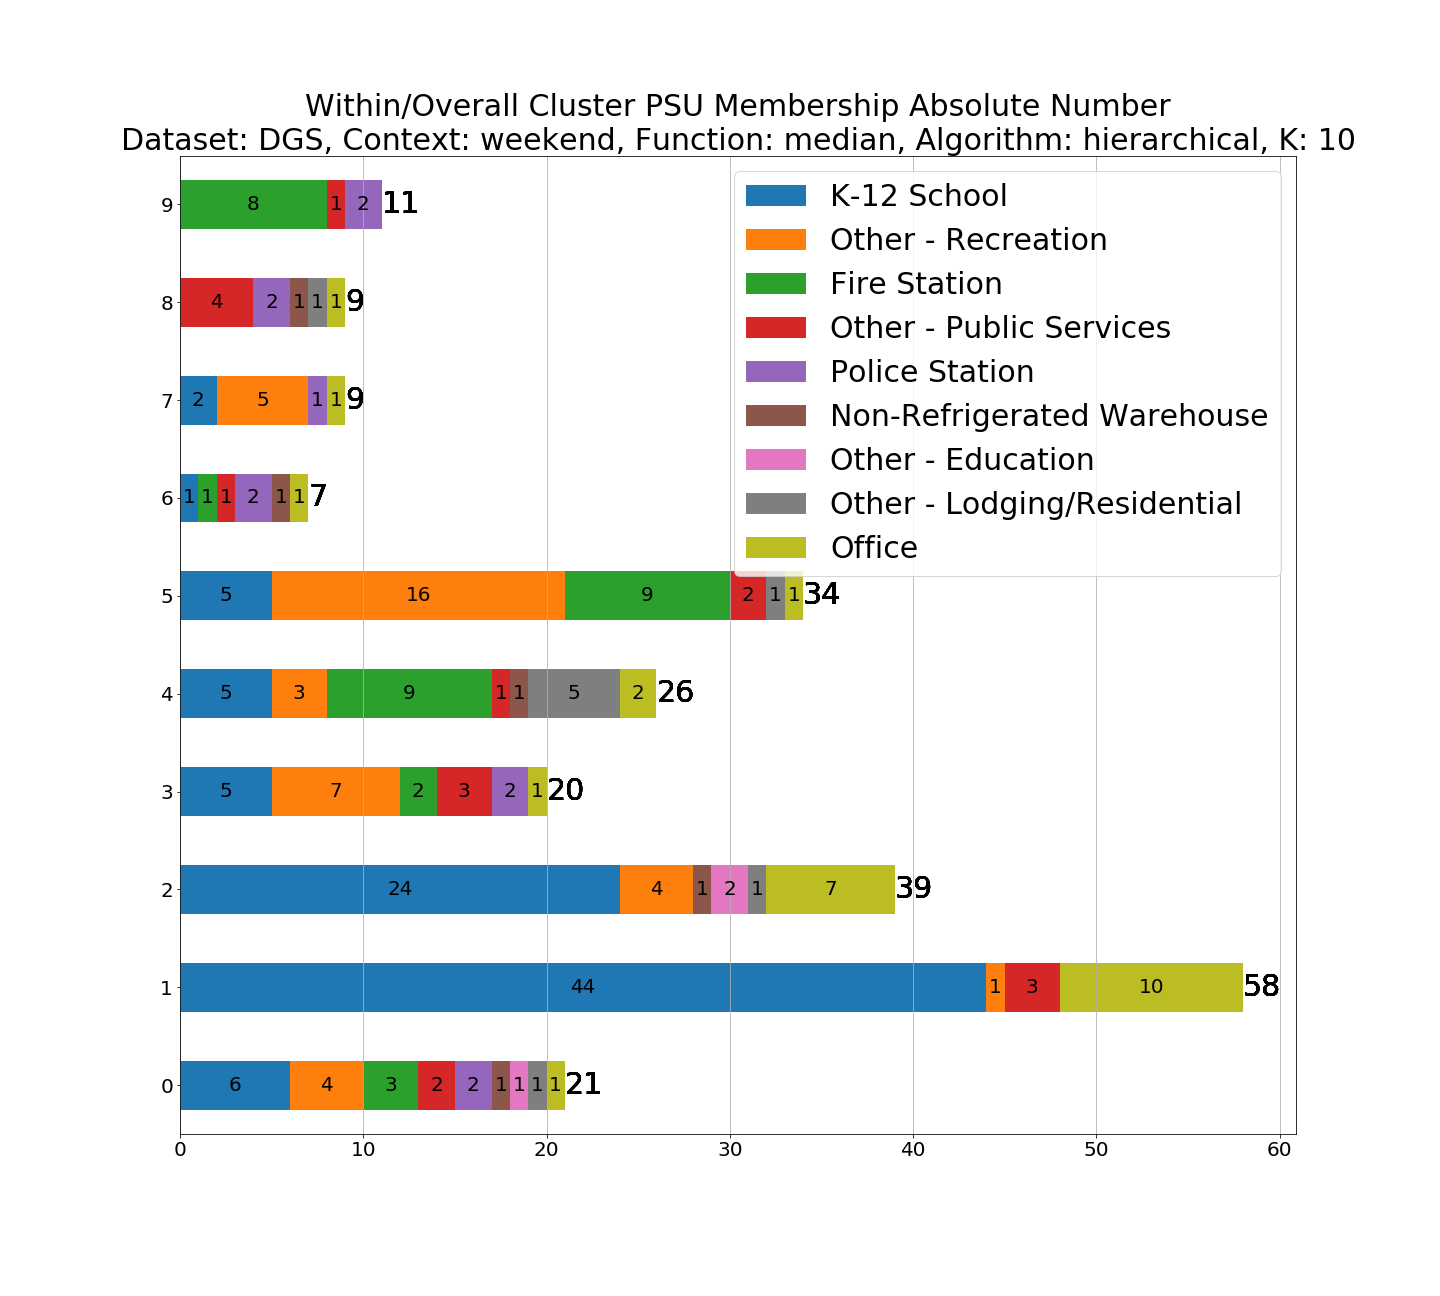 Within/Overall Cluster PSU Membership Absolute Number
Dataset: DGS, Context: weekend, Function: median, Algorithm: hierarchical, K: 10
K-12 School
Other - Recreation
Fire Station
Other - Public Services
Police Station
Non-Refrigerated Warehouse
Other - Education
Other - Lodging/Residential
Office
9 8 1 2 11
8 4 2 1 1 1 9
7 2 5 1 1 9
6 1 1 1 2 1 1 7
5 5 16 9 2 1 1 34
4 5 3 9 1 1 5 2 26
3 5 7 2 3 2 1 20
2 24 4 1 2 1 7 39
1 44 1 3 10 58
0 6 4 3 2 2 1 1 1 1 21
0 10 20 30 40 50 60